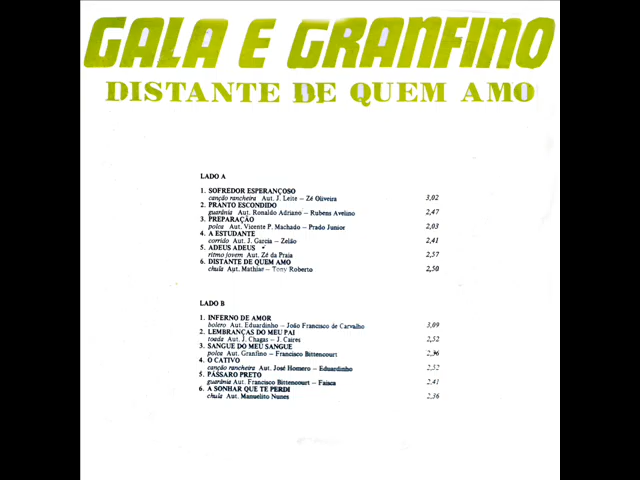 GALA E GRANFINO
DISTANTE DE QUEM AMO
LADO A
1. SOFREDOR ESPERANÇOSO
canção rancheira Aut. J. Leite – Zé Oliveira 3,02
2. PRANTO ESCONDIDO
guarânia Aut. Ronaldo Adriano – Rubens Avelino 2,47
3. PREPARAÇÃO
polca Aut. Vicente P. Machado – Prado Junior 2,03
4. A ESTUDANTE
corrido Aut. J. Garcia – Zelão 2,41
5. ADEUS ADEUS
ritmo jovem Aut. Zé da Praia 2,57
6. DISTANTE DE QUEM AMO
chula Aut. Mathias – Tony Roberto 2,50
LADO B
1. INFERNO DE AMOR
bolero Aut. Eduardinho – João Francisco de Carvalho 3,09
2. LEMBRANÇAS DO MEU PAI
toada Aut. J. Chagas – J. Caires 2,52
3. SANGUE DO MEU SANGUE
polca Aut. Granfino – Francisco Bittencourt 2,36
4. O CATIVO
canção rancheira Aut. José Homero – Eduardinho 2,52
5. PÁSSARO PRETO
guarânia Aut. Francisco Bittencourt – Faisca 2,41
6. A SONHAR QUE TE PERDI
chula Aut. Manuelito Nunes 2,36